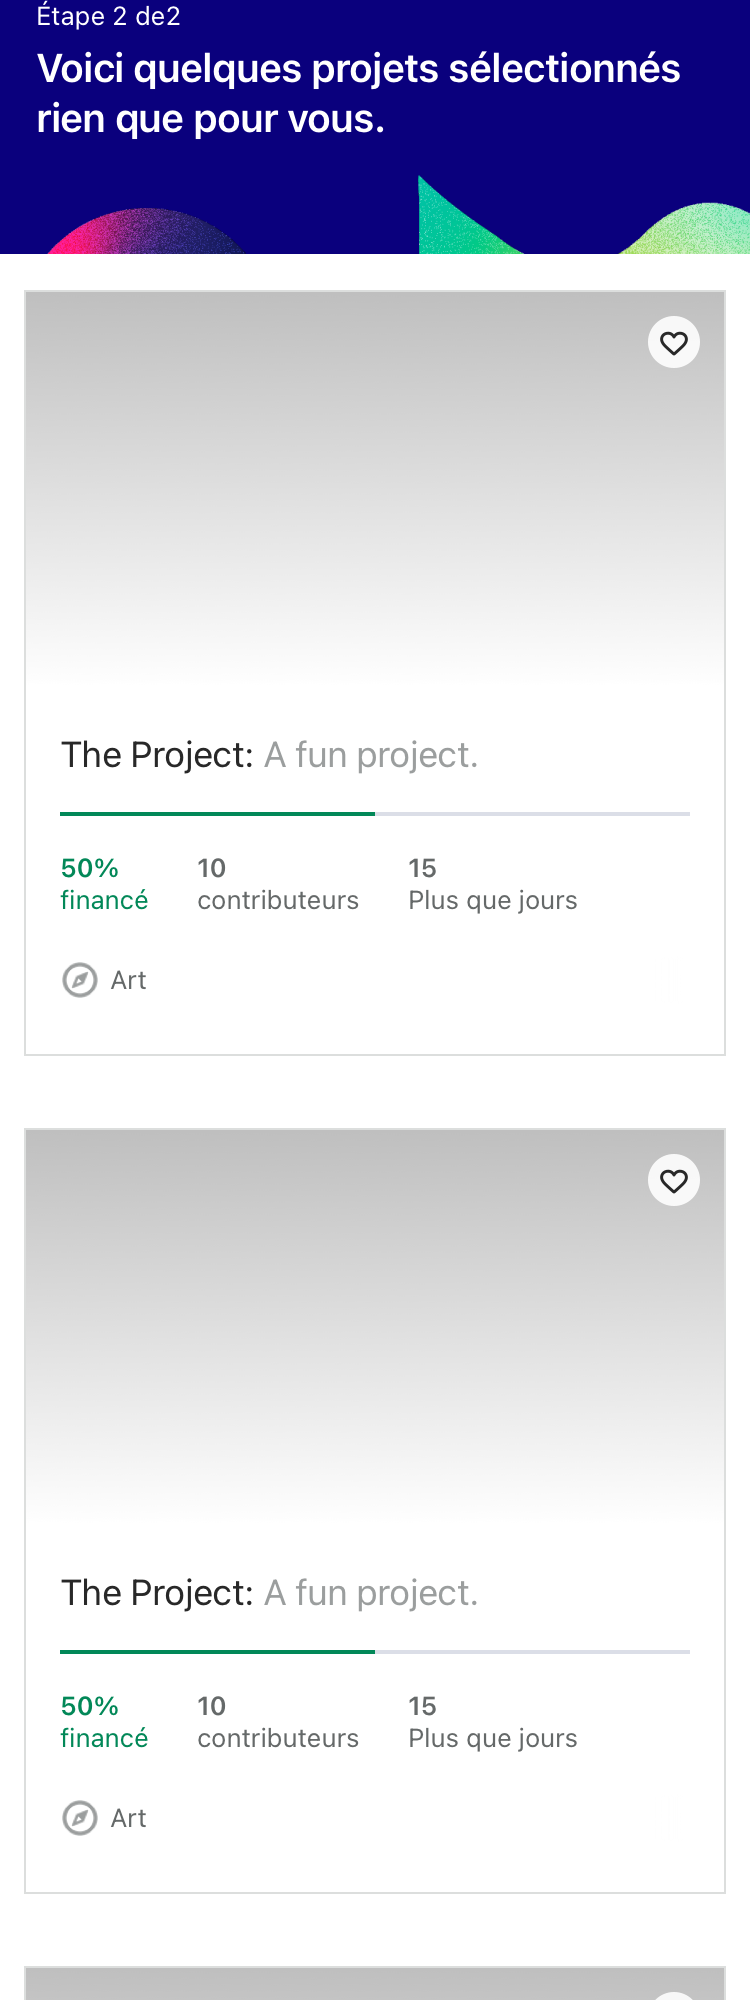 Étape 2 de2
Voici quelques projets sélectionnés
rien que pour vous.
The Project: A fun project.
50%
financé
10
contributeurs
15
Plus que jours
Art
The Project: A fun project.
50%
financé
10
contributeurs
15
Plus que jours
Art